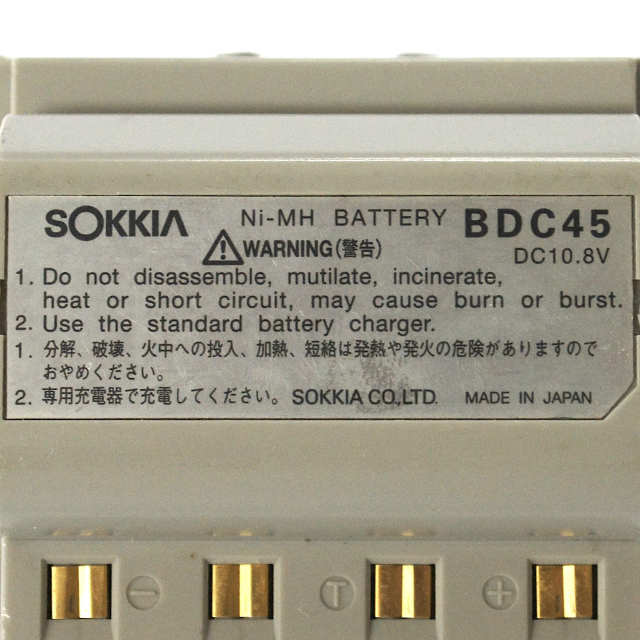 SOKKIA Ni-MH BATTERY BDC45
WARNING(警告) DC10.8V
1. Do not disassemble, mutilate, incinerate,
heat or short circuit, may cause burn or burst.
2. Use the standard battery charger.
1. 分解、破壊、火中への投入、加熱、短絡は発熱や発火の危険がありますので
おやめください。
2. 専用充電器で充電してください。 SOKKIA CO.,LTD. MADE IN JAPAN
− T +